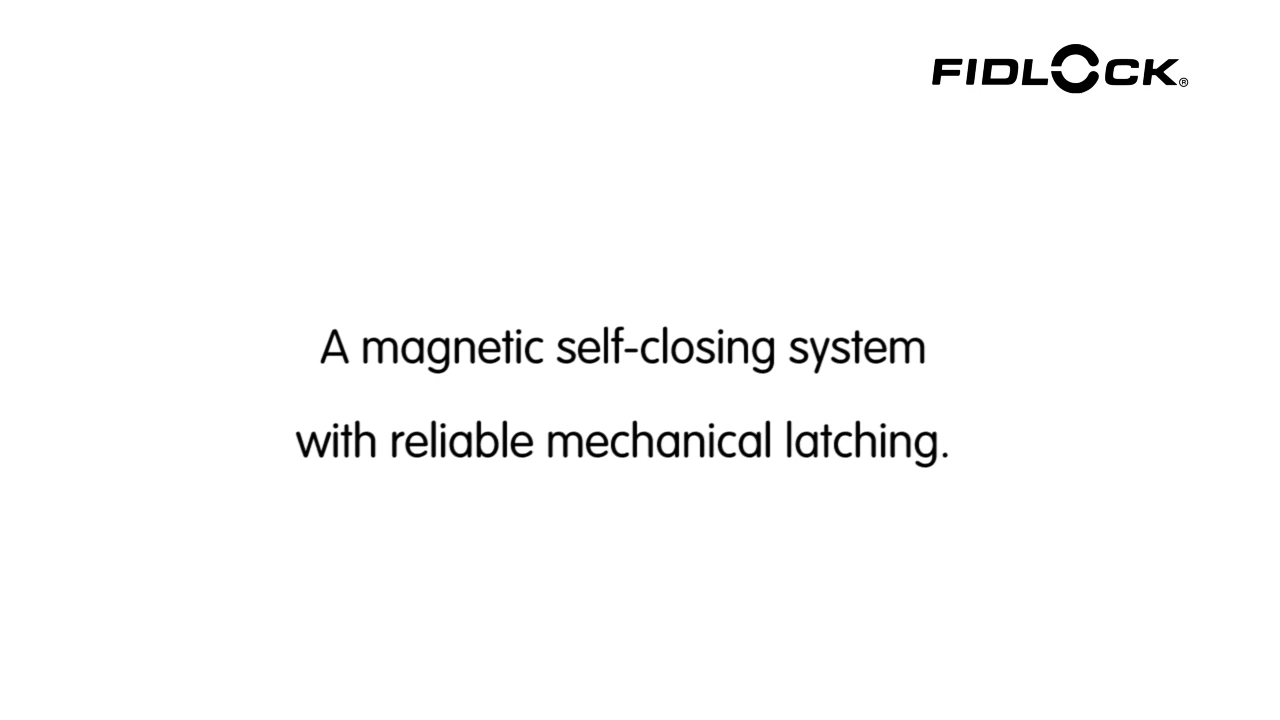 FIDLOCK®
A magnetic self-closing system
with reliable mechanical latching.